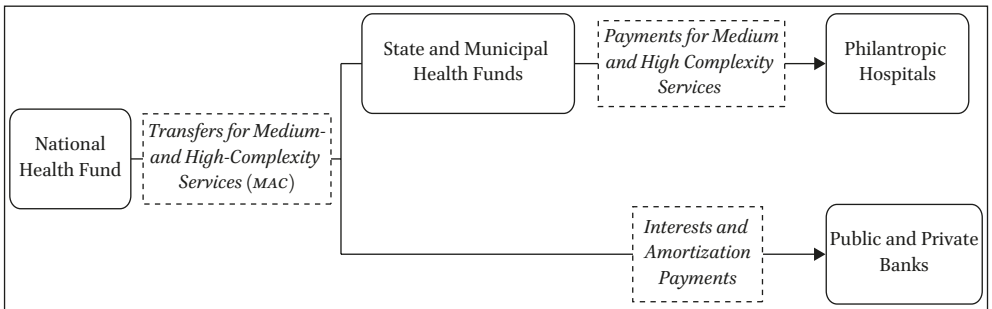 National
Health Fund
Transfers for Medium-
and High-Complexity
Services (MAC)
State and Municipal
Health Funds
Payments for Medium
and High Complexity
Services
Philantropic
Hospitals
Interests and
Amortization
Payments
Public and Private
Banks